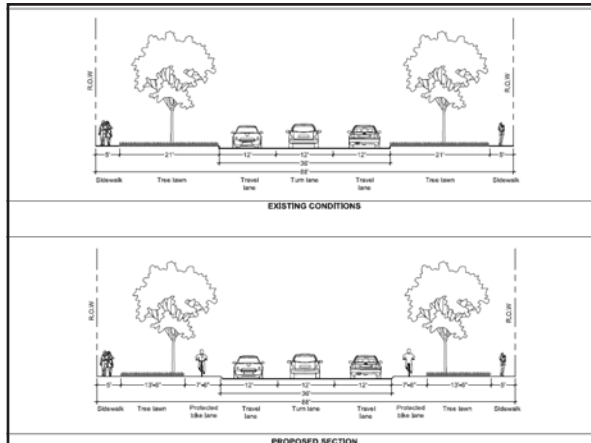 R.O.W
R.O.W
5' 21' 12' 12' 12' 21' 5'
36'
88'
Sidewalk Tree lawn Travel lane Turn lane Travel lane Tree lawn Sidewalk
EXISTING CONDITIONS
R.O.W
R.O.W
5' 13'-6" 7'-6" 12' 12' 12' 7'-6" 13'-6" 5'
36'
88'
Sidewalk Tree lawn Protected bike lane Travel lane Turn lane Travel lane Protected bike lane Tree lawn Sidewalk
PROPOSED SECTION